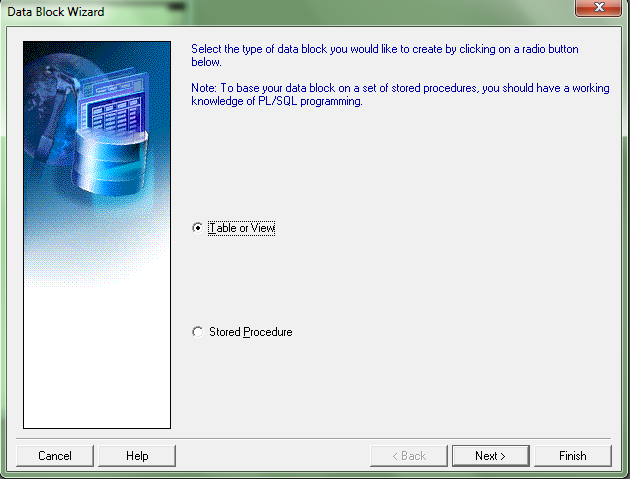 Data Block Wizard
Select the type of data block you would like to create by clicking on a radio button
below.
Note: To base your data block on a set of stored procedures, you should have a working
knowledge of PL/SQL programming.
Table or View
Stored Procedure
Cancel
Help
< Back
Next >
Finish